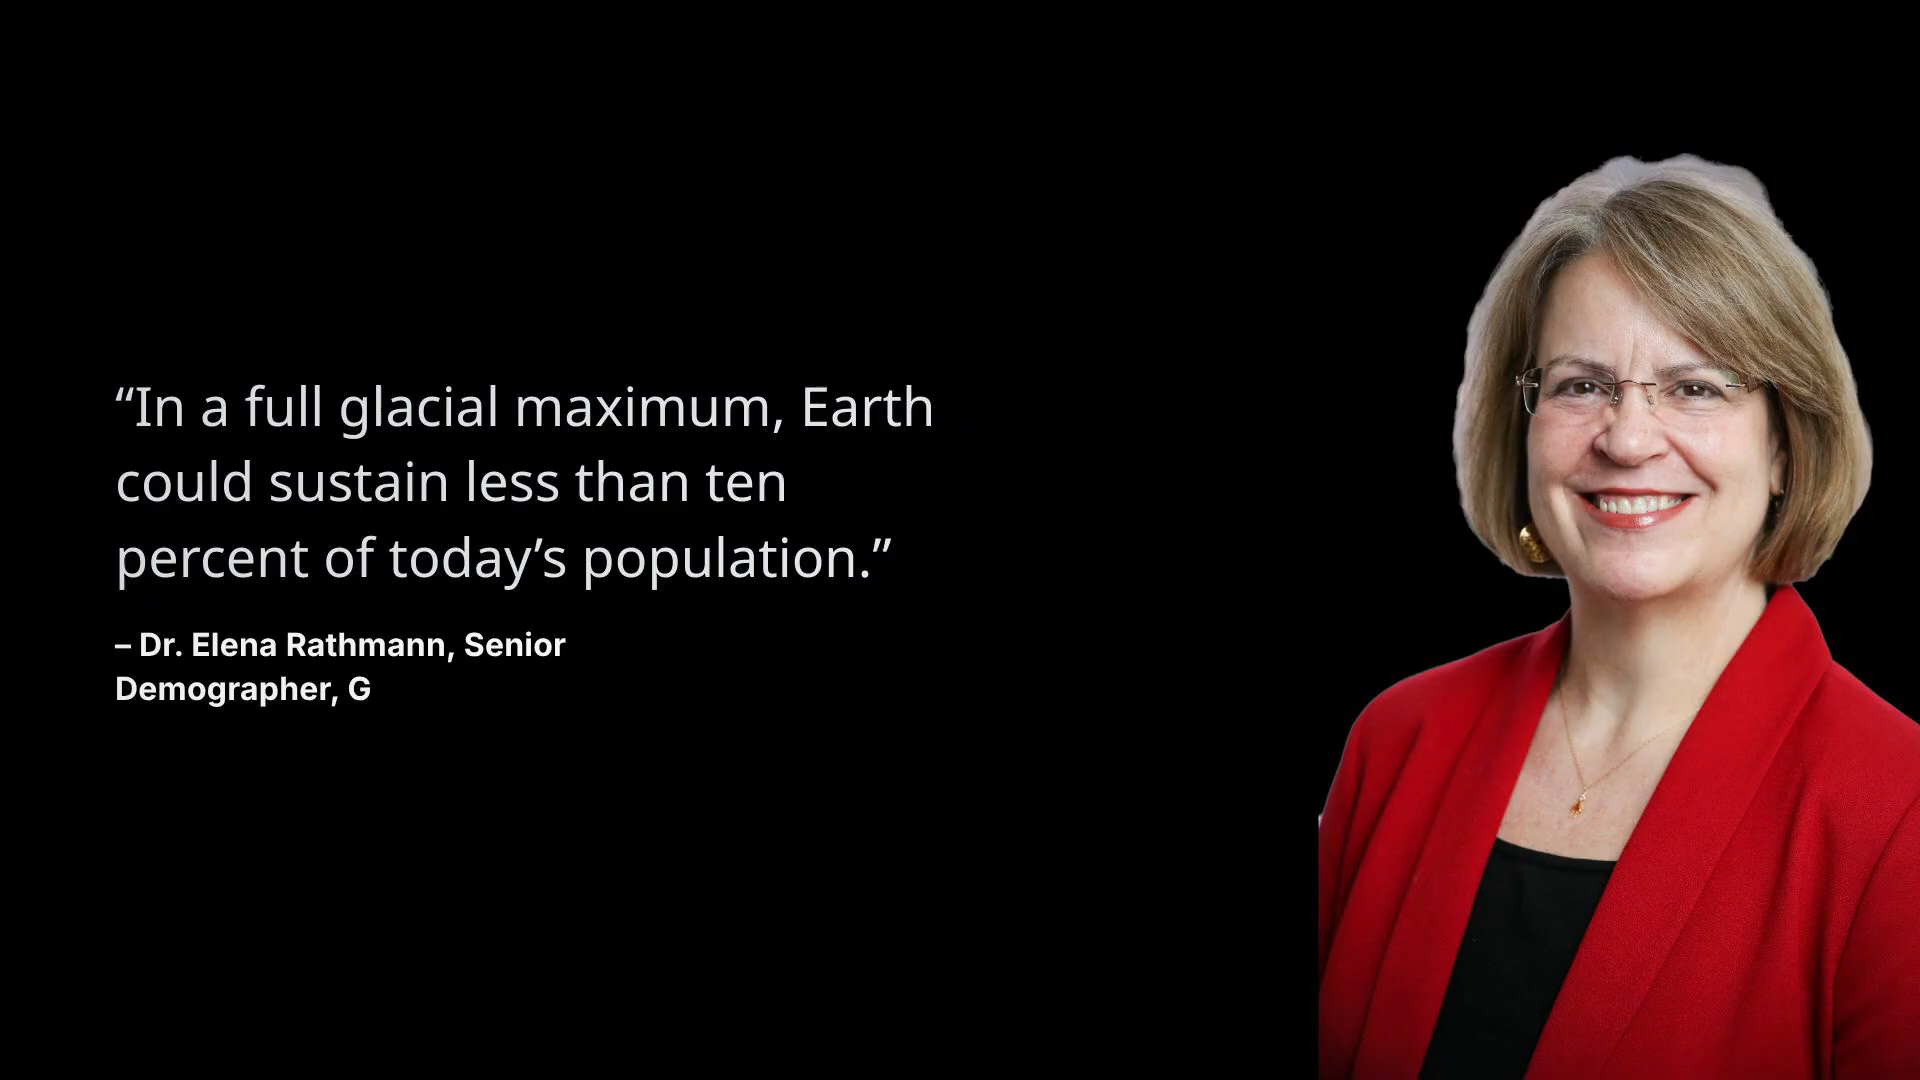 “In a full glacial maximum, Earth
could sustain less than ten
percent of today’s population.”
– Dr. Elena Rathmann, Senior
Demographer, G